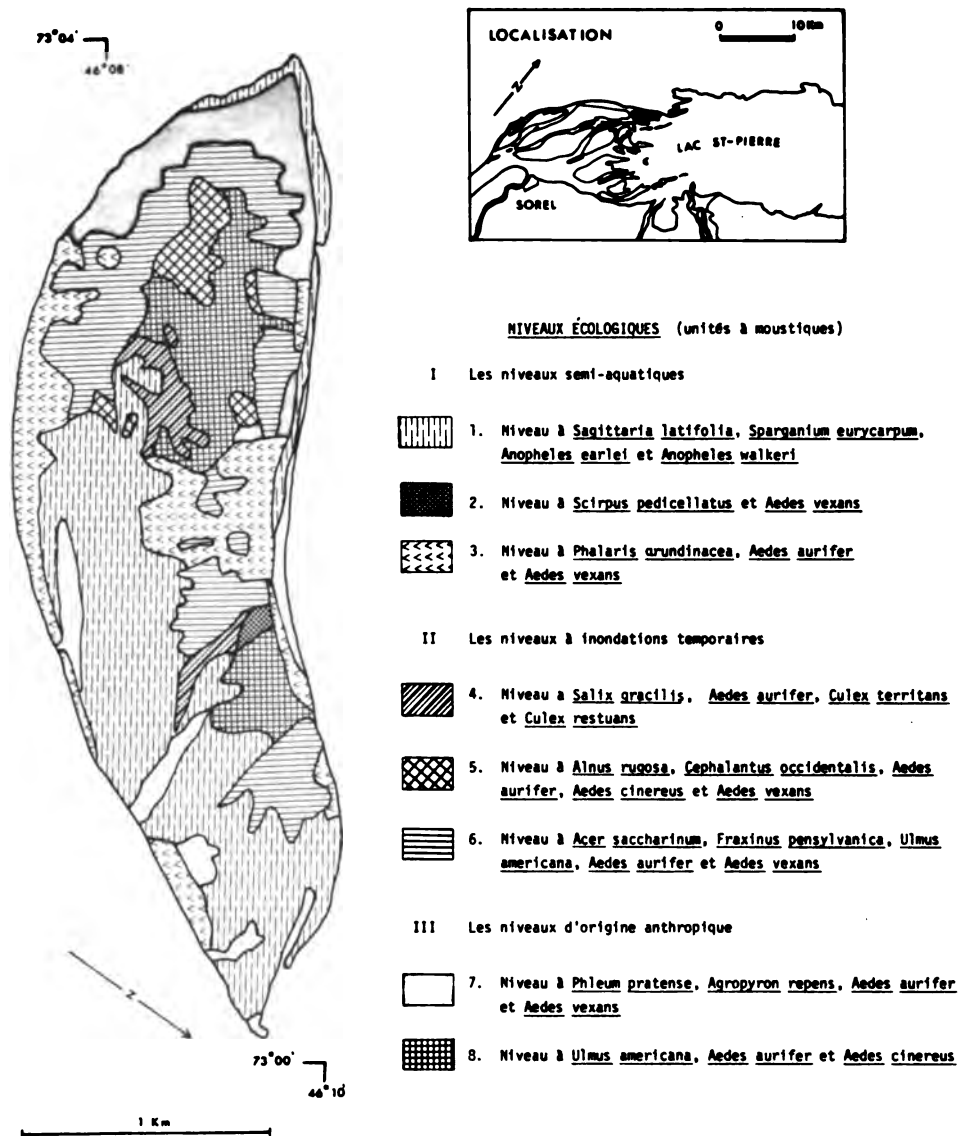 73°04'
46°08'
LOCALISATION
0 10 Km
N
LAC ST-PIERRE
SOREL
NIVEAUX ÉCOLOGIQUES (unités à moustiques)
I Les niveaux semi-aquatiques
1. Niveau à Sagittaria latifolia, Sparganium eurycarpum,
Anopheles earlei et Anopheles walkeri
2. Niveau à Scirpus pedicellatus et Aedes vexans
3. Niveau à Phalaris arundinacea, Aedes aurifer
et Aedes vexans
II Les niveaux à inondations temporaires
4. Niveau a Salix gracilis, Aedes aurifer, Culex territans
et Culex restuans
5. Niveau à Alnus rugosa, Cephalantus occidentalis, Aedes
aurifer, Aedes cinereus et Aedes vexans
6. Niveau à Acer saccharinum, Fraxinus pensylvanica, Ulmus
americana, Aedes aurifer et Aedes vexans
III Les niveaux d'origine anthropique
7. Niveau à Phleum pratense, Agropyron repens, Aedes aurifer
et Aedes vexans
8. Niveau à Ulmus americana, Aedes aurifer et Aedes cinereus
N
73°00'
46°10'
1 Km